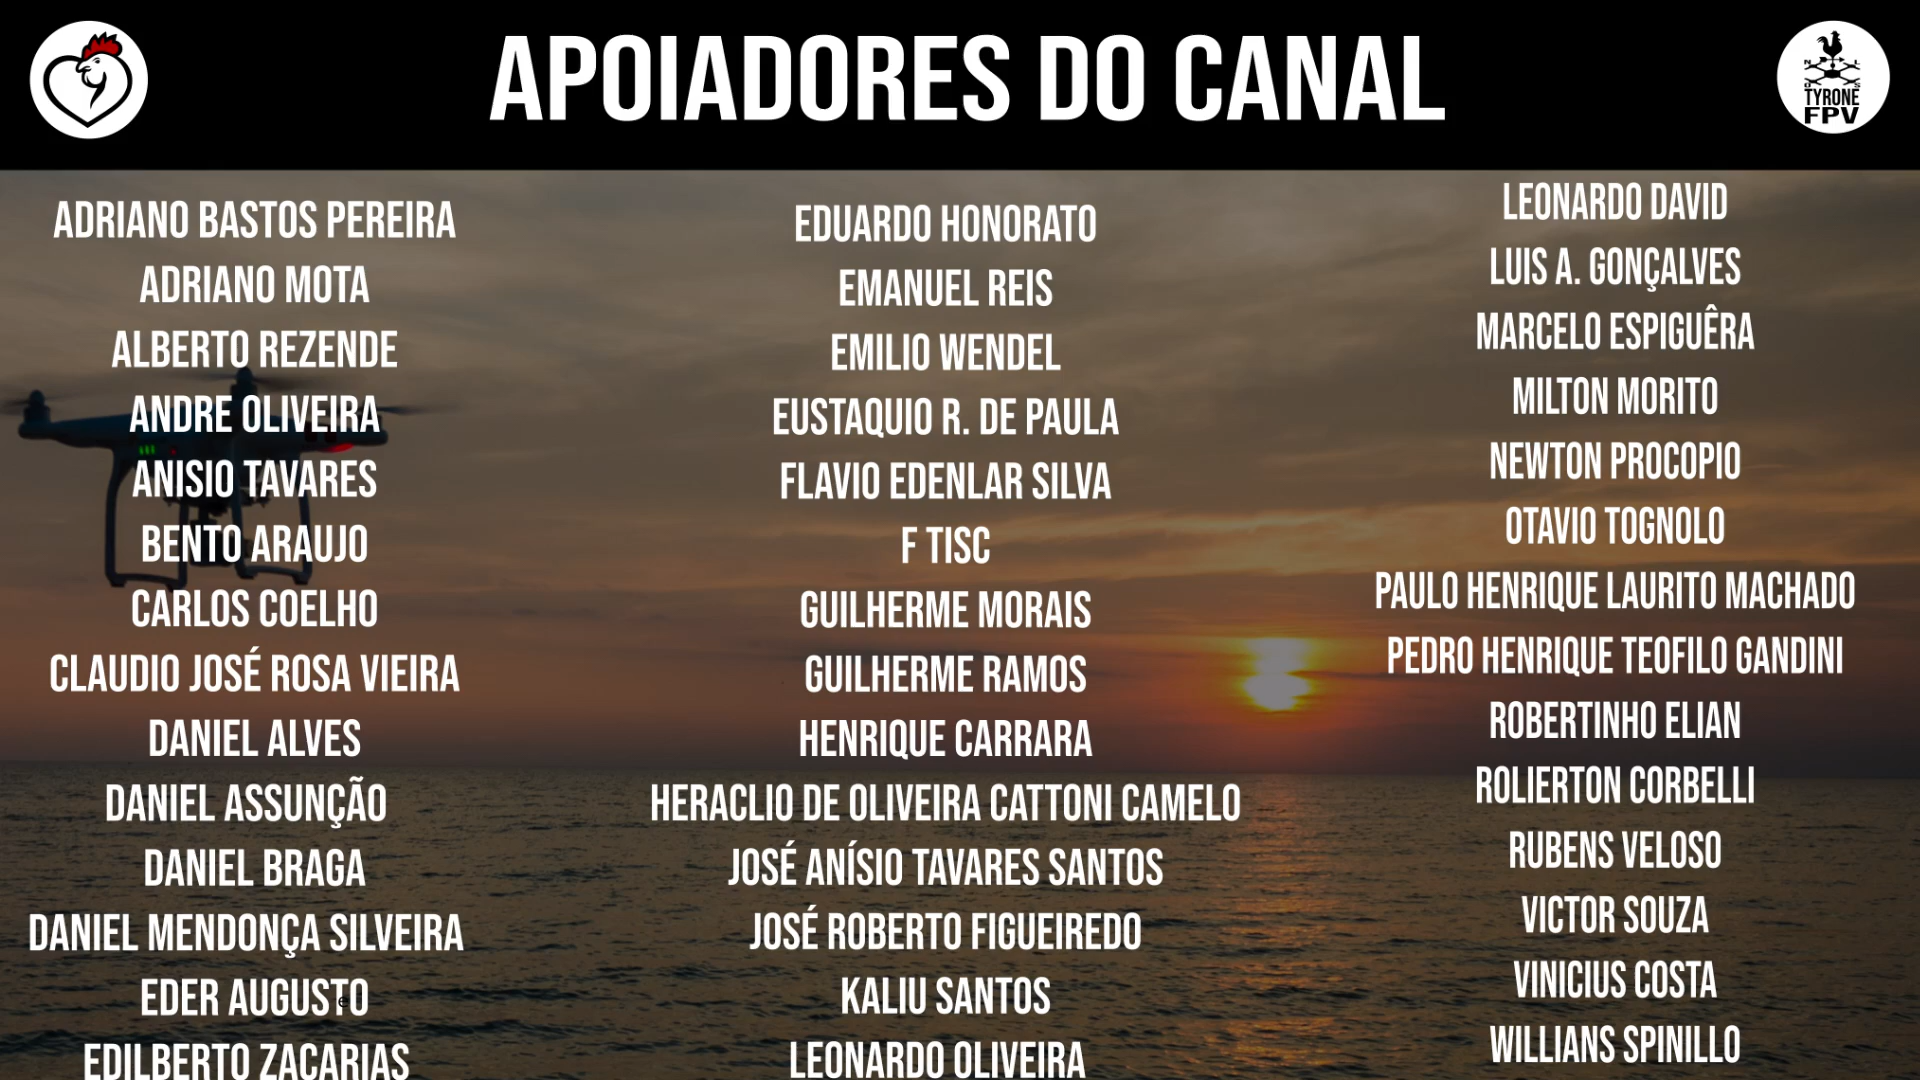 APOIADORES DO CANAL
N L
O S
TYRONE
FPV
ADRIANO BASTOS PEREIRA
ADRIANO MOTA
ALBERTO REZENDE
ANDRE OLIVEIRA
ANISIO TAVARES
BENTO ARAUJO
CARLOS COELHO
CLAUDIO JOSÉ ROSA VIEIRA
DANIEL ALVES
DANIEL ASSUNÇÃO
DANIEL BRAGA
DANIEL MENDONÇA SILVEIRA
EDER AUGUSTO
EDILBERTO ZACARIAS
EDUARDO HONORATO
EMANUEL REIS
EMILIO WENDEL
EUSTAQUIO R. DE PAULA
FLAVIO EDENLAR SILVA
F TISC
GUILHERME MORAIS
GUILHERME RAMOS
HENRIQUE CARRARA
HERACLIO DE OLIVEIRA CATTONI CAMELO
JOSÉ ANÍSIO TAVARES SANTOS
JOSÉ ROBERTO FIGUEIREDO
KALIU SANTOS
LEONARDO OLIVEIRA
LEONARDO DAVID
LUIS A. GONÇALVES
MARCELO ESPIGUÊRA
MILTON MORITO
NEWTON PROCOPIO
OTAVIO TOGNOLO
PAULO HENRIQUE LAURITO MACHADO
PEDRO HENRIQUE TEOFILO GANDINI
ROBERTINHO ELIAN
ROLIERTON CORBELLI
RUBENS VELOSO
VICTOR SOUZA
VINICIUS COSTA
WILLIANS SPINILLO